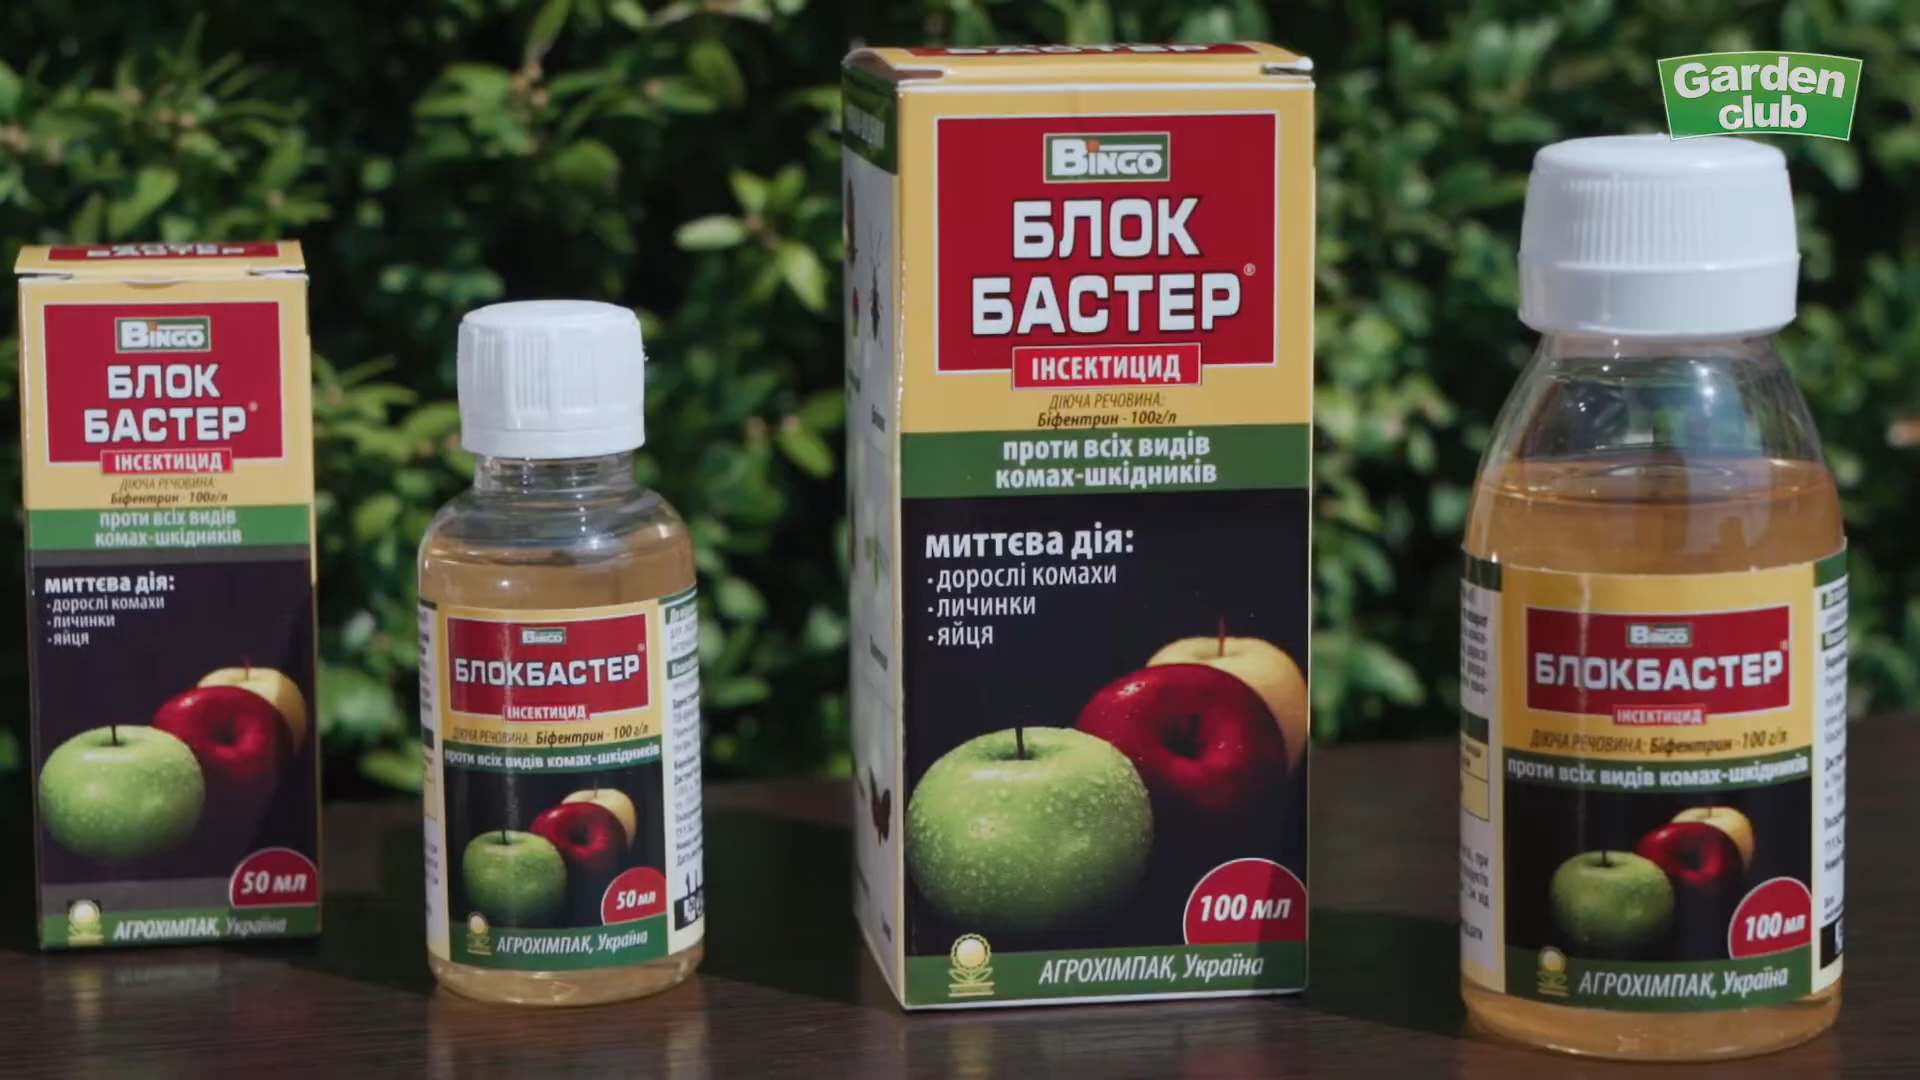 Garden
club
БАСТЕР
BINGO
БЛОК
БАСТЕР®
ІНСЕКТИЦИД
ДІЮЧА РЕЧОВИНА:
Біфентрин - 100г/л
проти всіх видів
комах-шкідників
миттєва дія:
·дорослі комахи
·личинки
·яйця
50 мл
АГРОХІМПАК, Україна
BINGO
БЛОКБАСТЕР®
ІНСЕКТИЦИД
ДІЮЧА РЕЧОВИНА: Біфентрин - 100 г/л
проти всіх видів комах-шкідників
50 мл
АГРОХІМПАК, Україна
БАСТЕР
BINGO
БЛОК
БАСТЕР®
ІНСЕКТИЦИД
ДІЮЧА РЕЧОВИНА:
Біфентрин - 100г/л
проти всіх видів
комах-шкідників
миттєва дія:
·дорослі комахи
·личинки
·яйця
100 мл
АГРОХІМПАК, Україна
BINGO
БЛОКБАСТЕР®
ІНСЕКТИЦИД
ДІЮЧА РЕЧОВИНА: Біфентрин - 100 г/л
проти всіх видів комах-шкідників
100 мл
АГРОХІМПАК, Україна